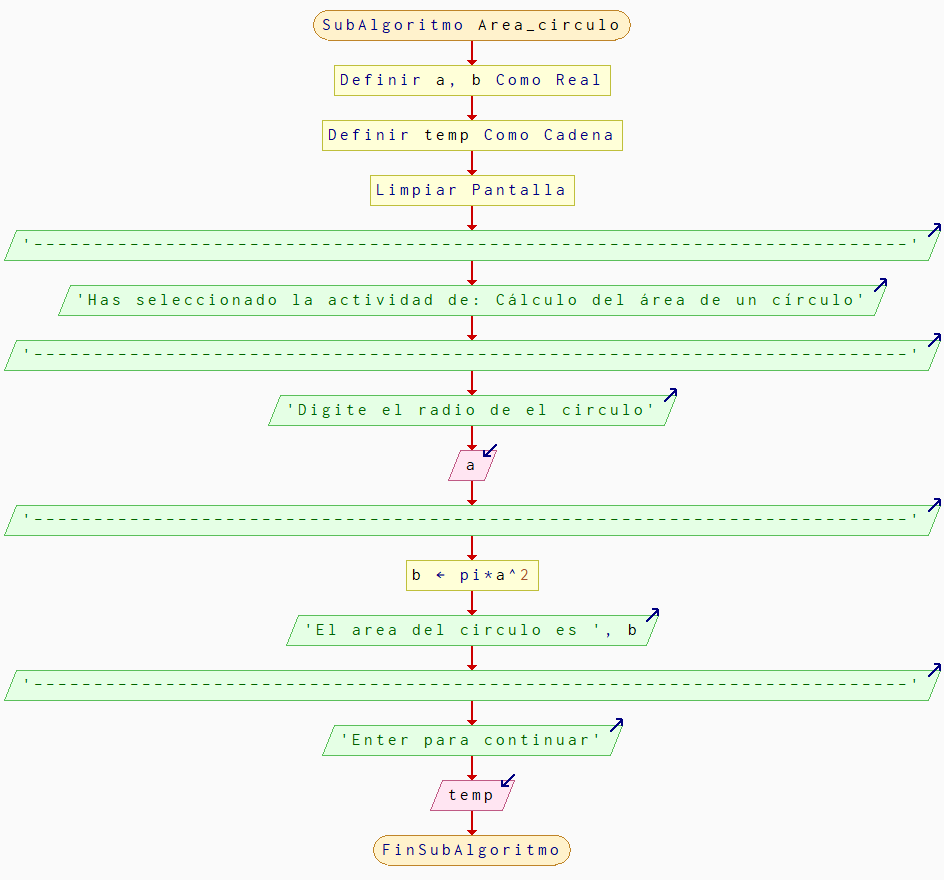 SubAlgoritmo Area_circulo
Definir a, b Como Real
Definir temp Como Cadena
Limpiar Pantalla
'-------------------------------------------------------------------------'
'Has seleccionado la actividad de: Cálculo del área de un círculo'
'-------------------------------------------------------------------------'
'Digite el radio de el circulo'
a
'-------------------------------------------------------------------------'
b ← pi*a^2
'El area del circulo es ', b
'-------------------------------------------------------------------------'
'Enter para continuar'
temp
FinSubAlgoritmo